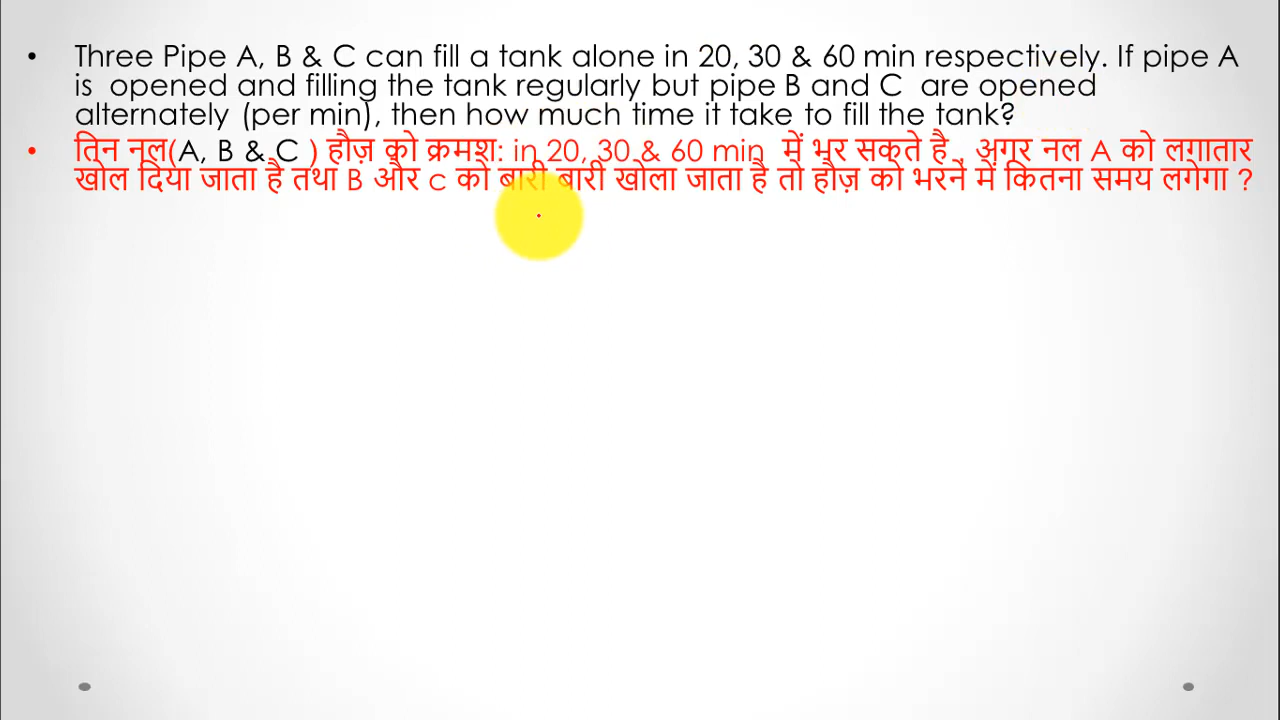 • Three Pipe A, B & C can fill a tank alone in 20, 30 & 60 min respectively. If pipe A
is opened and filling the tank regularly but pipe B and C are opened
alternately (per min), then how much time it take to fill the tank?
• तिन नल(A, B & C ) हौज़ को क्रमश: in 20, 30 & 60 min में भर सकते है , अगर नल A को लगातार
खोल दिया जाता है तथा B और c को बारी बारी खोला जाता है तो हौज़ को भरने में कितना समय लगेगा ?